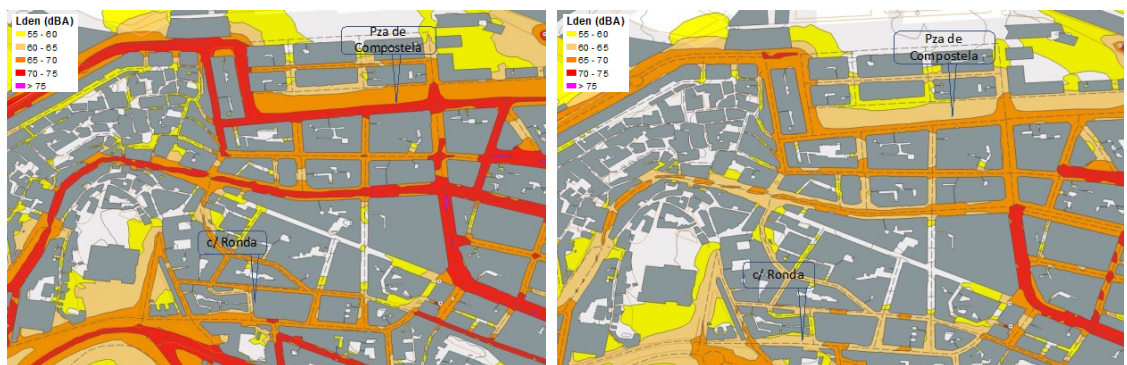 Lden (dBA)
55 - 60
60 - 65
65 - 70
70 - 75
> 75
Pza de
Compostela
c/ Ronda
Lden (dBA)
55 - 60
60 - 65
65 - 70
70 - 75
> 75
Pza de
Compostela
c/ Ronda